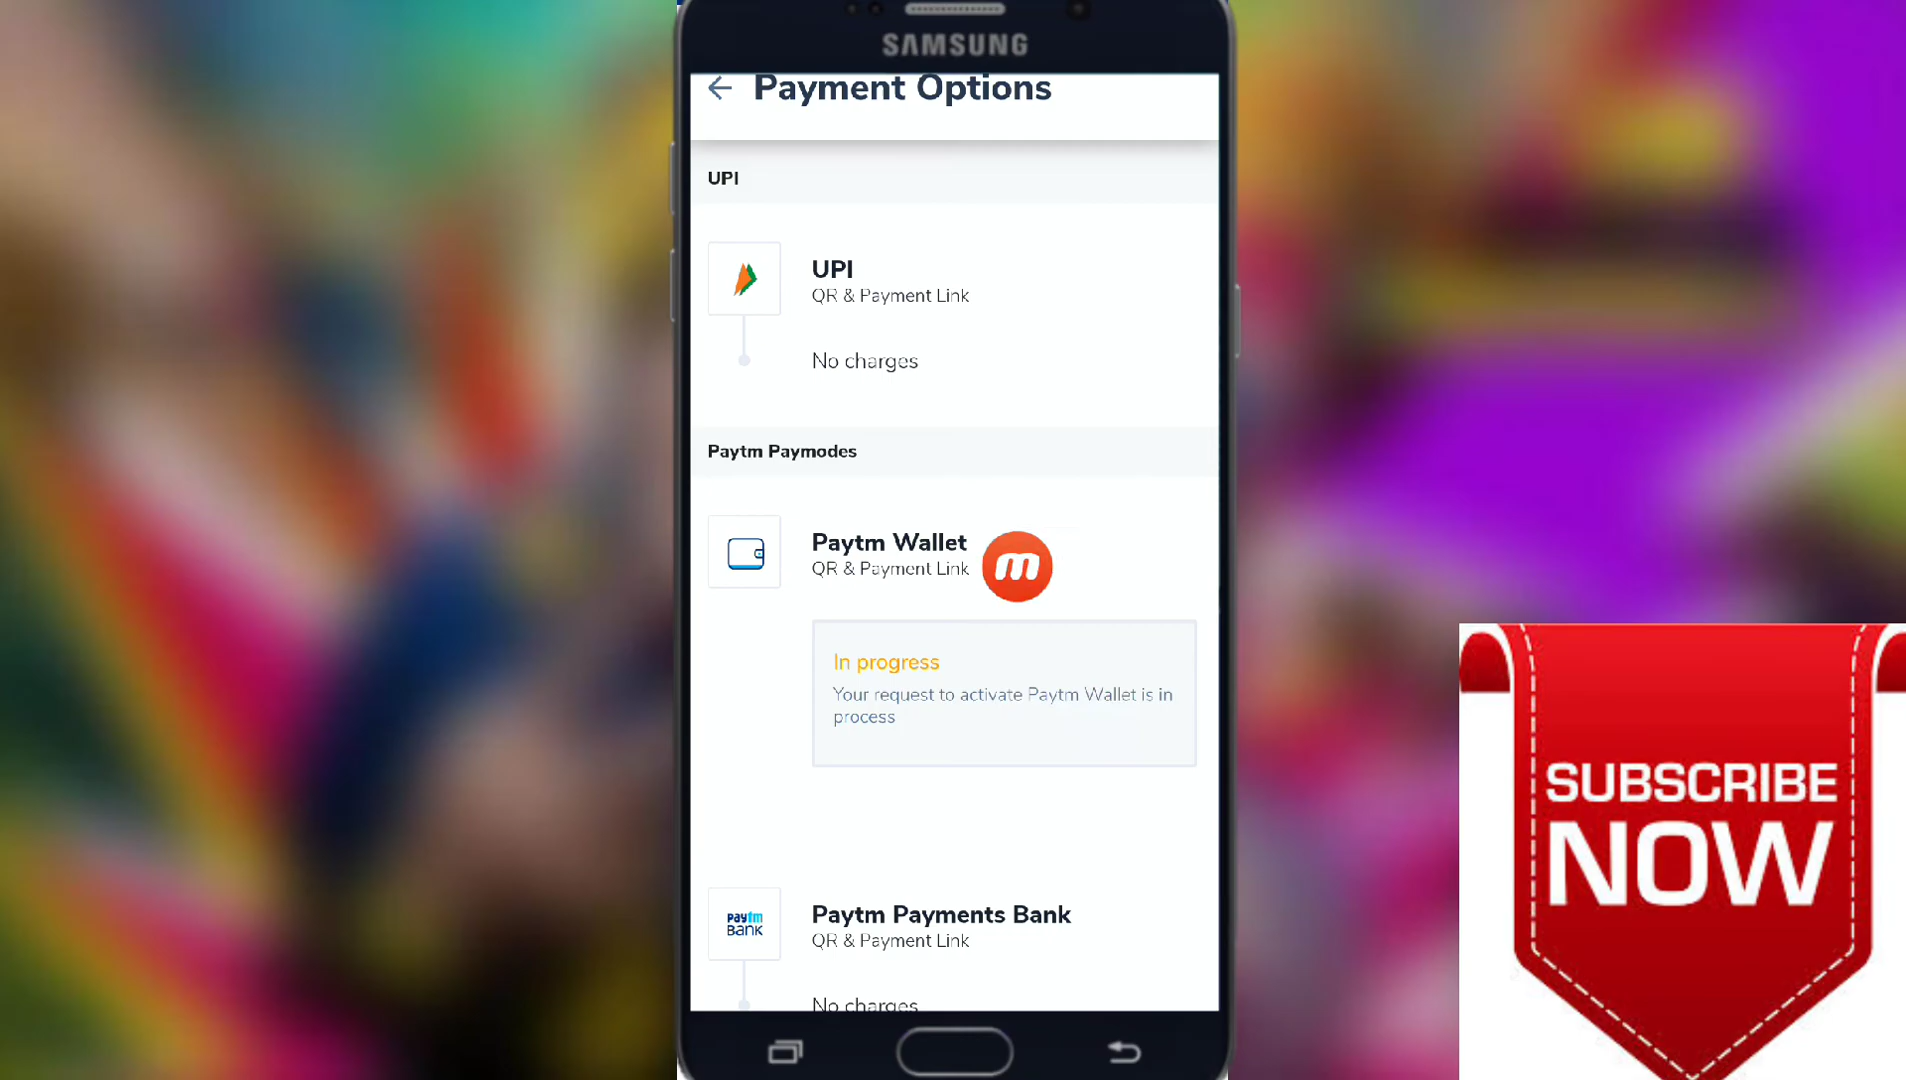 SAMSUNG
Payment Options
UPI
UPI
QR & Payment Link
No charges
Paytm Paymodes
Paytm Wallet
QR & Payment Link
m
In progress
Your request to activate Paytm Wallet is in
process
paytm
BANK
Paytm Payments Bank
QR & Payment Link
No charges
SUBSCRIBE
NOW